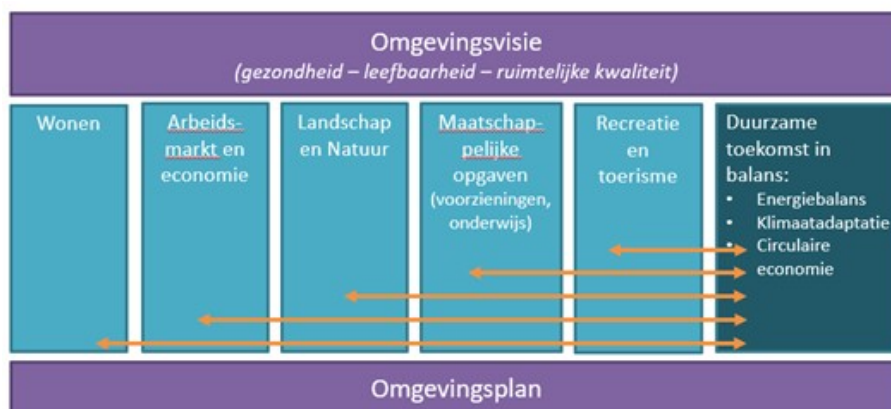 Omgevingsvisie
(gezondheid – leefbaarheid – ruimtelijke kwaliteit)
Wonen
Arbeids-
markt en
economie
Landschap
en Natuur
Maatschap-
pelijke
opgaven
(voorzieningen,
onderwijs)
Recreatie
en
toerisme
Duurzame
toekomst in
balans:
• Energiebalans
• Klimaatadaptatie
• Circulaire
economie
Omgevingsplan